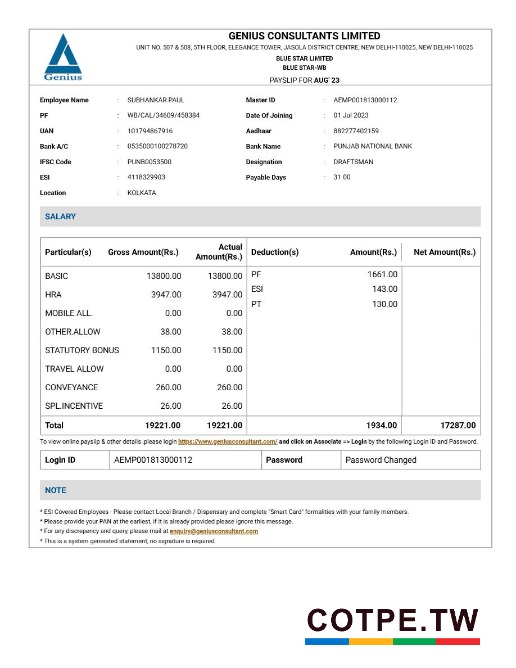 GENIUS CONSULTANTS LIMITED
UNIT NO. 507 & 508, 5TH FLOOR, ELEGANCE TOWER, JASOLA DISTRICT CENTRE, NEW DELHI-110025, NEW DELHI-110025
BLUE STAR LIMITED
BLUE STAR-WB
PAYSLIP FOR AUG' 23
Genius
Employee Name : SUBHANKAR PAUL Master ID : AEMP001813000112
PF : WB/CAL/34609/458384 Date Of Joining : 01 Jul 2023
UAN : 101794867916 Aadhaar : 882277402159
Bank A/C : 0535000100278720 Bank Name : PUNJAB NATIONAL BANK
IFSC Code : PUNB0053500 Designation : DRAFTSMAN
ESI : 4118329903 Payable Days : 31.00
Location : KOLKATA
SALARY
Particular(s) Gross Amount(Rs.) Actual Amount(Rs.) Deduction(s) Amount(Rs.) Net Amount(Rs.)
BASIC 13800.00 13800.00 PF 1661.00
HRA 3947.00 3947.00 ESI 143.00
MOBILE ALL. 0.00 0.00 PT 130.00
OTHER.ALLOW 38.00 38.00
STATUTORY BONUS 1150.00 1150.00
TRAVEL ALLOW 0.00 0.00
CONVEYANCE 260.00 260.00
SPL.INCENTIVE 26.00 26.00
Total 19221.00 19221.00 1934.00 17287.00
To view online payslip & other details ,please login https://www.geniusconsultant.com/ and click on Associate => Login by the following Login ID and Password.
Login ID AEMP001813000112 Password Password Changed
NOTE
* ESI Covered Employees - Please contact Local Branch / Dispensary and complete "Smart Card" formalities with your family members.
* Please provide your PAN at the earliest, if it is already provided please ignore this message.
* For any discrepancy and query, please mail at enquiry@geniusconsultant.com
* This is a system generated statement, no signature is required.
COTPE.TW